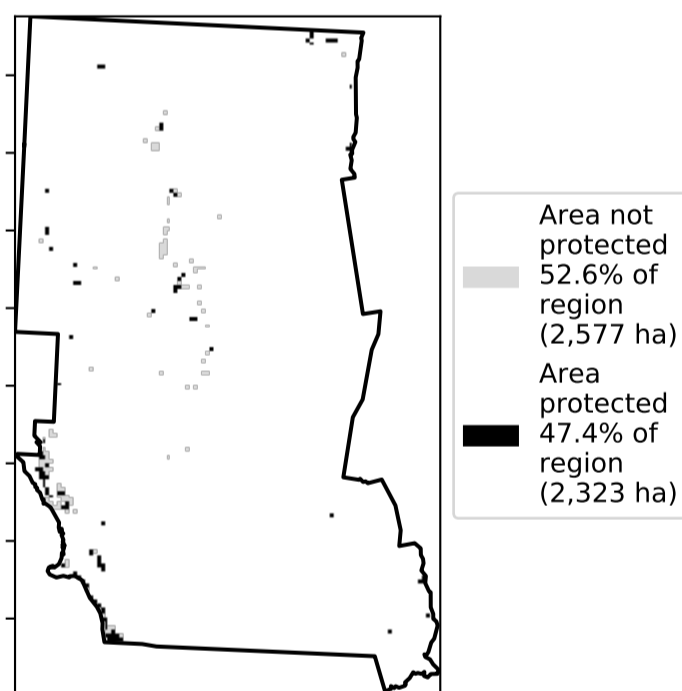 Area not
protected
52.6% of
region
(2,577 ha)
Area
protected
47.4% of
region
(2,323 ha)